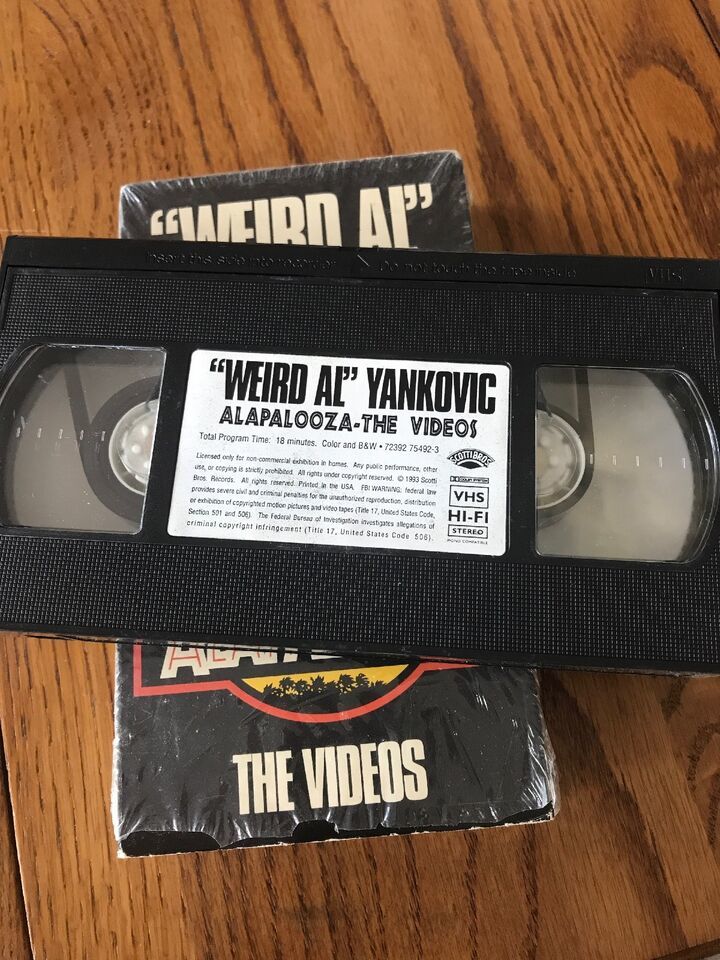 “WEIRD AL”
Insert this side into recorder
Do not touch the tape inside
VHS
“WEIRD AL” YANKOVIC
ALAPALOOZA-THE VIDEOS
Total Program Time: 18 minutes. Color and B&W • 72392 75492-3
Licensed only for non-commercial exhibition in homes. Any public performance, other
use, or copying is strictly prohibited. All rights under copyright reserved. © 1993 Scotti
Bros. Records. All rights reserved. Printed in the USA. FBI WARNING: federal law
provides severe civil and criminal penalties for the unauthorized reproduction, distribution
or exhibition of copyrighted motion pictures and video tapes (Title 17, United States Code,
Section 501 and 506). The Federal Bureau of Investigation investigates allegations of
criminal copyright infringement (Title 17, United States Code 506).
SCOTTI BROS
DOLBY SYSTEM
VHS
HI-FI
STEREO
MONO COMPATIBLE
THE VIDEOS